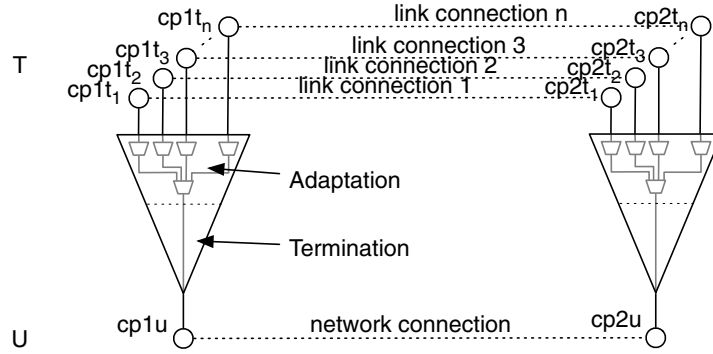 cp1tn link connection n cp2tn
T cp1t3 link connection 3 cp2t3
cp1t2 link connection 2 cp2t2
cp1t1 link connection 1 cp2t1
Adaptation
Termination
cp1u network connection cp2u
U